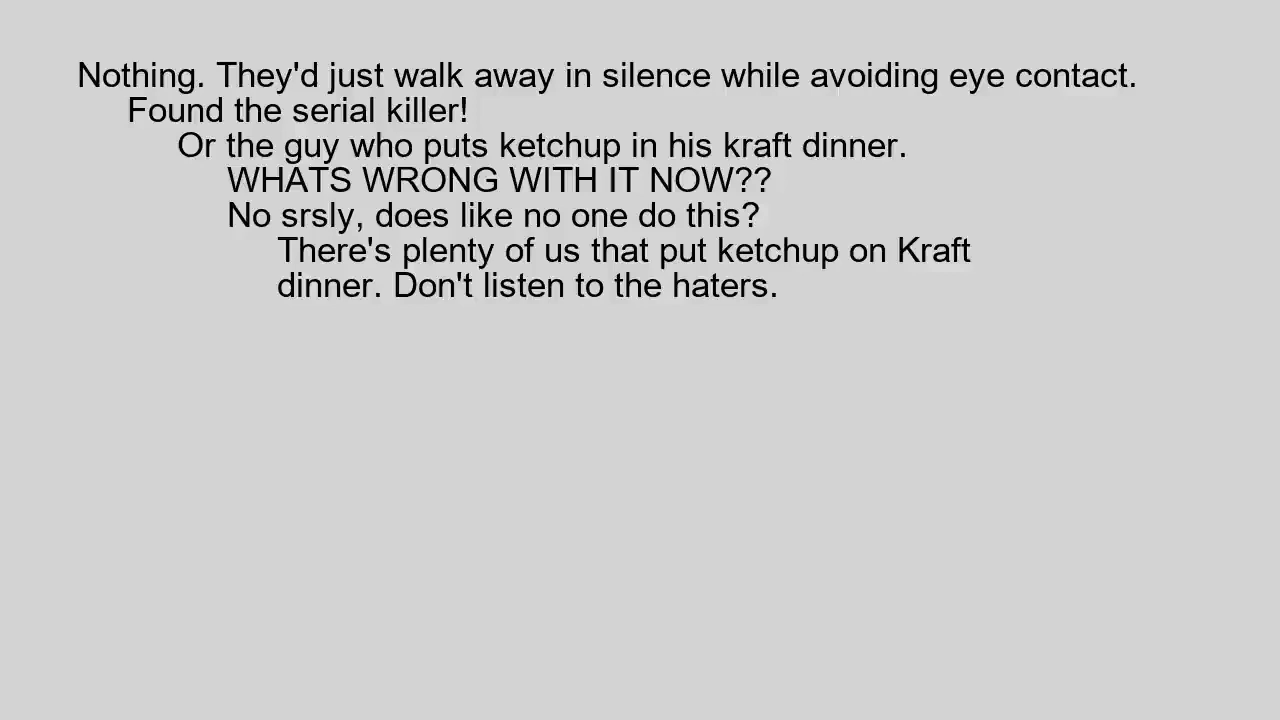 Nothing. They'd just walk away in silence while avoiding eye contact.
Found the serial killer!
Or the guy who puts ketchup in his kraft dinner.
WHATS WRONG WITH IT NOW??
No srsly, does like no one do this?
There's plenty of us that put ketchup on Kraft
dinner. Don't listen to the haters.